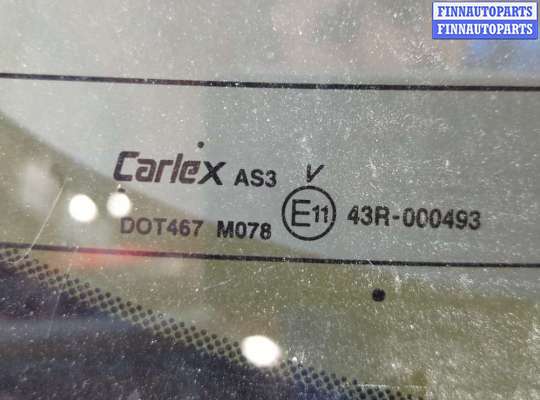 FINNAUTOPARTS
FINNAUTOPARTS
Carlex AS3 V
DOT467 M078 E11 43R-000493